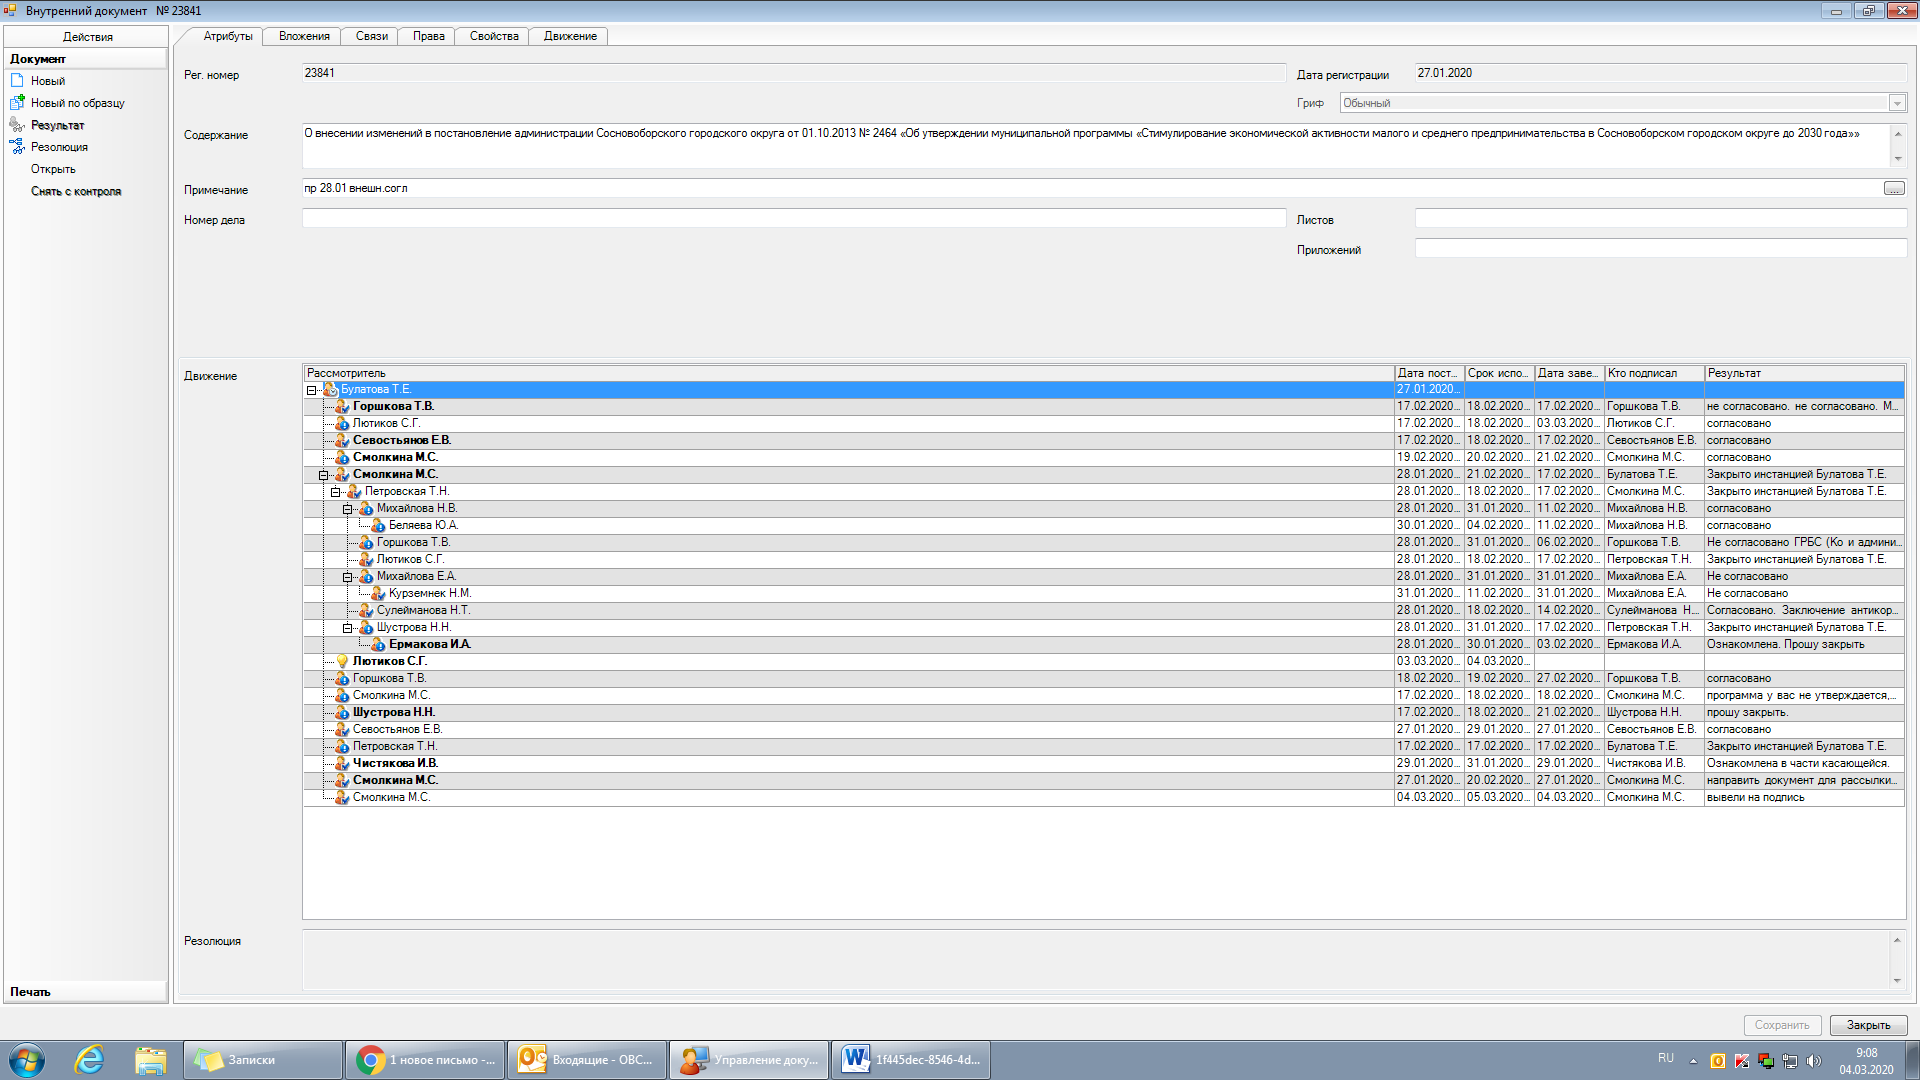 Внутренний документ № 23841
Действия
Документ
Новый
Новый по образцу
Результат
Резолюция
Открыть
Снять с контроля
Печать
Атрибуты Вложения Связи Права Свойства Движение
Рег. номер 23841 Дата регистрации 27.01.2020
Гриф Обычный
Содержание О внесении изменений в постановление администрации Сосновоборского городского округа от 01.10.2013 № 2464 «Об утверждении муниципальной программы «Стимулирование экономической активности малого и среднего предпринимательства в Сосновоборском городском округе до 2030 года»»
Примечание пр 28.01 внешн.согл ...
Номер дела Листов
Приложений
Движение
Рассмотритель Дата пост... Срок испо... Дата заве... Кто подписал Результат
Булатова Т.Е. 27.01.2020...
Горшкова Т.В. 17.02.2020... 18.02.2020... 17.02.2020... Горшкова Т.В. не согласовано. не согласовано. М...
Лютиков С.Г. 17.02.2020... 18.02.2020... 03.03.2020... Лютиков С.Г. согласовано
Севостьянов Е.В. 17.02.2020... 18.02.2020... 17.02.2020... Севостьянов Е.В. согласовано
Смолкина М.С. 19.02.2020... 20.02.2020... 21.02.2020... Смолкина М.С. согласовано
Смолкина М.С. 28.01.2020... 21.02.2020... 17.02.2020... Булатова Т.Е. Закрыто инстанцией Булатова Т.Е.
Петровская Т.Н. 28.01.2020... 18.02.2020... 17.02.2020... Смолкина М.С. Закрыто инстанцией Булатова Т.Е.
Михайлова Н.В. 28.01.2020... 31.01.2020... 11.02.2020... Михайлова Н.В. согласовано
Беляева Ю.А. 30.01.2020... 04.02.2020... 11.02.2020... Михайлова Н.В. согласовано
Горшкова Т.В. 28.01.2020... 31.01.2020... 06.02.2020... Горшкова Т.В. Не согласовано ГРБС (Ко и админи...
Лютиков С.Г. 28.01.2020... 18.02.2020... 17.02.2020... Петровская Т.Н. Закрыто инстанцией Булатова Т.Е.
Михайлова Е.А. 28.01.2020... 31.01.2020... 31.01.2020... Михайлова Е.А. Не согласовано
Курземнек Н.М. 31.01.2020... 11.02.2020... 31.01.2020... Михайлова Е.А. Не согласовано
Сулейманова Н.Т. 28.01.2020... 18.02.2020... 14.02.2020... Сулейманова Н.... Согласовано. Заключение антикор...
Шустрова Н.Н. 28.01.2020... 31.01.2020... 17.02.2020... Петровская Т.Н. Закрыто инстанцией Булатова Т.Е.
Ермакова И.А. 28.01.2020... 30.01.2020... 03.02.2020... Ермакова И.А. Ознакомлена. Прошу закрыть
Лютиков С.Г. 03.03.2020... 04.03.2020...
Горшкова Т.В. 18.02.2020... 19.02.2020... 27.02.2020... Горшкова Т.В. согласовано
Смолкина М.С. 17.02.2020... 18.02.2020... 18.02.2020... Смолкина М.С. программа у вас не утверждается,...
Шустрова Н.Н. 17.02.2020... 18.02.2020... 21.02.2020... Шустрова Н.Н. прошу закрыть.
Севостьянов Е.В. 27.01.2020... 29.01.2020... 27.01.2020... Севостьянов Е.В. согласовано
Петровская Т.Н. 17.02.2020... 17.02.2020... 17.02.2020... Булатова Т.Е. Закрыто инстанцией Булатова Т.Е.
Чистякова И.В. 29.01.2020... 31.01.2020... 29.01.2020... Чистякова И.В. Ознакомлена в части касающейся.
Смолкина М.С. 27.01.2020... 20.02.2020... 27.01.2020... Смолкина М.С. направить документ для рассылки...
Смолкина М.С. 04.03.2020... 05.03.2020... 04.03.2020... Смолкина М.С. вывели на подпись
Резолюция
Сохранить Закрыть
Записки 1 новое письмо -... Входящие - ОВС... Управление доку... 1f445dec-8546-4d... RU 9:08
04.03.2020